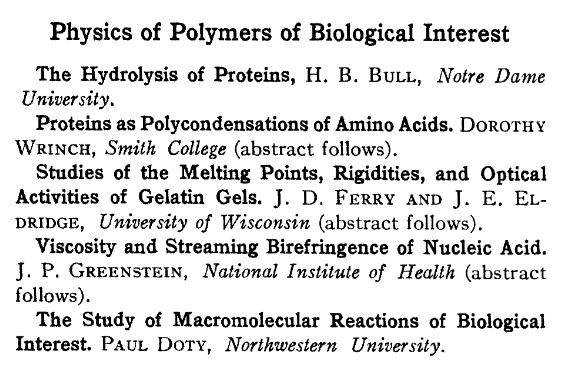 Physics of Polymers of Biological Interest
The Hydrolysis of Proteins, H. B. BULL, Notre Dame
University.
Proteins as Polycondensations of Amino Acids. DOROTHY
WRINCH, Smith College (abstract follows).
Studies of the Melting Points, Rigidities, and Optical
Activities of Gelatin Gels. J. D. FERRY AND J. E. EL-
DRIDGE, University of Wisconsin (abstract follows).
Viscosity and Streaming Birefringence of Nucleic Acid.
J. P. GREENSTEIN, National Institute of Health (abstract
follows).
The Study of Macromolecular Reactions of Biological
Interest. PAUL DOTY, Northwestern University.